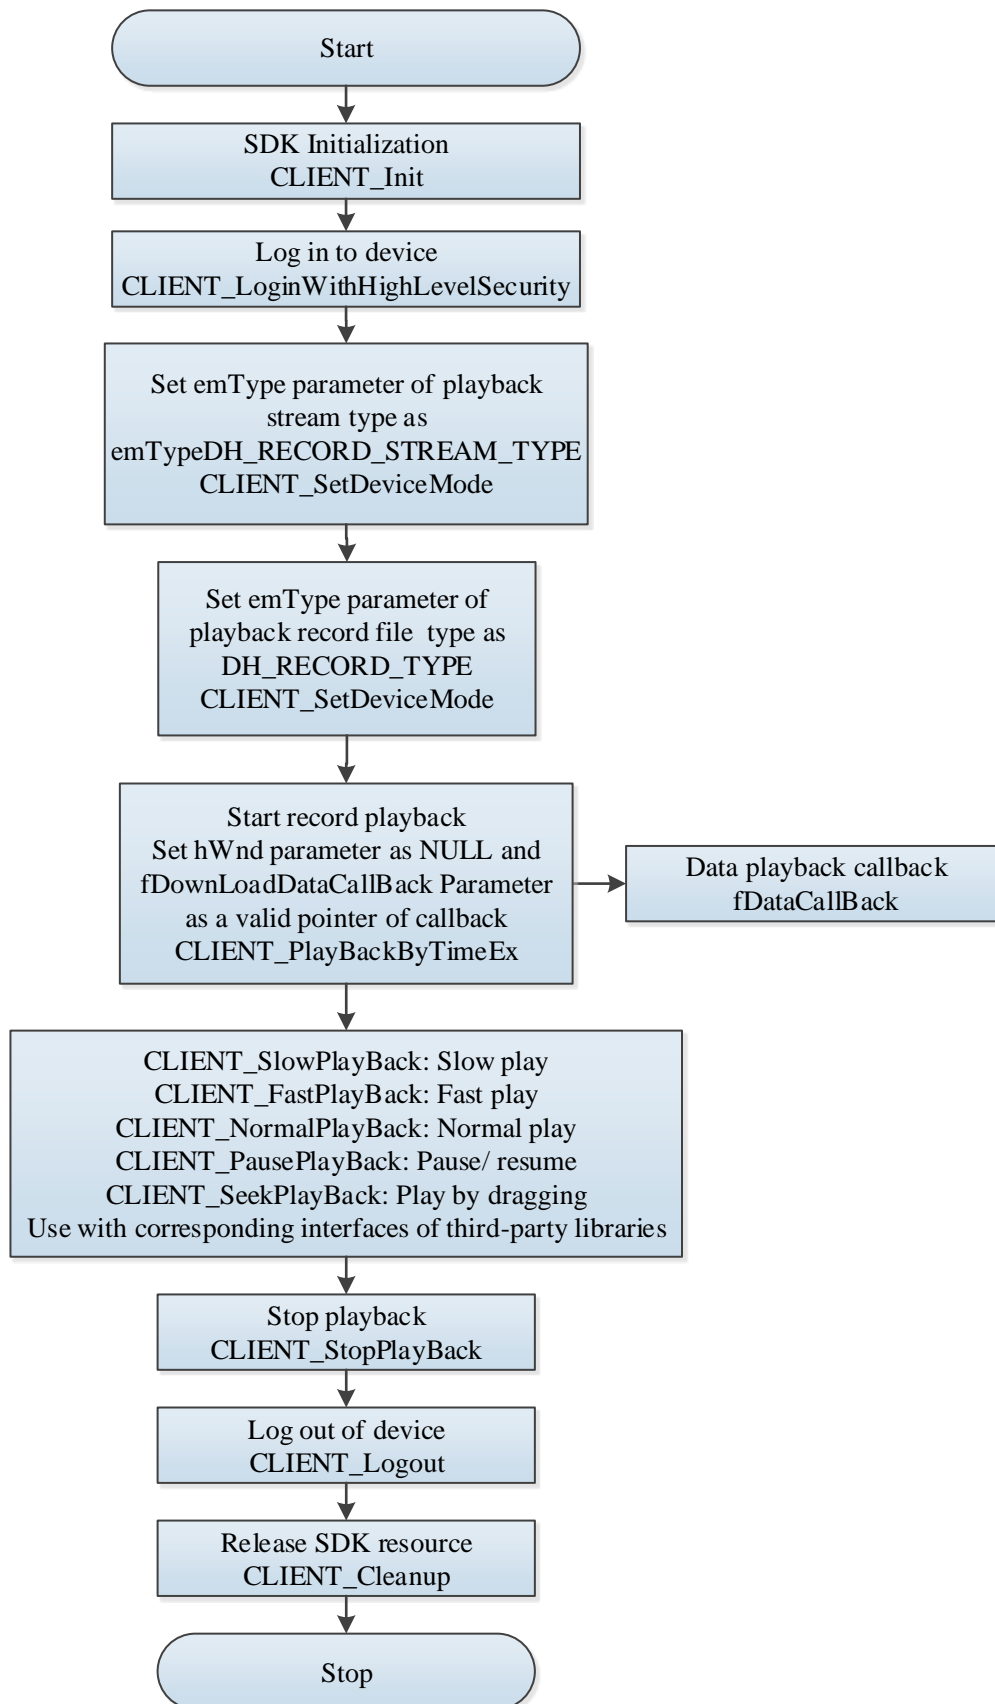 Start
SDK Initialization
CLIENT_Init
Log in to device
CLIENT_LoginWithHighLevelSecurity
Set emType parameter of playback
stream type as
emTypeDH_RECORD_STREAM_TYPE
CLIENT_SetDeviceMode
Set emType parameter of
playback record file type as
DH_RECORD_TYPE
CLIENT_SetDeviceMode
Start record playback
Set hWnd parameter as NULL and
fDownLoadDataCallBack Parameter
as a valid pointer of callback
CLIENT_PlayBackByTimeEx
Data playback callback
fDataCallBack
CLIENT_SlowPlayBack: Slow play
CLIENT_FastPlayBack: Fast play
CLIENT_NormalPlayBack: Normal play
CLIENT_PausePlayBack: Pause/ resume
CLIENT_SeekPlayBack: Play by dragging
Use with corresponding interfaces of third-party libraries
Stop playback
CLIENT_StopPlayBack
Log out of device
CLIENT_Logout
Release SDK resource
CLIENT_Cleanup
Stop